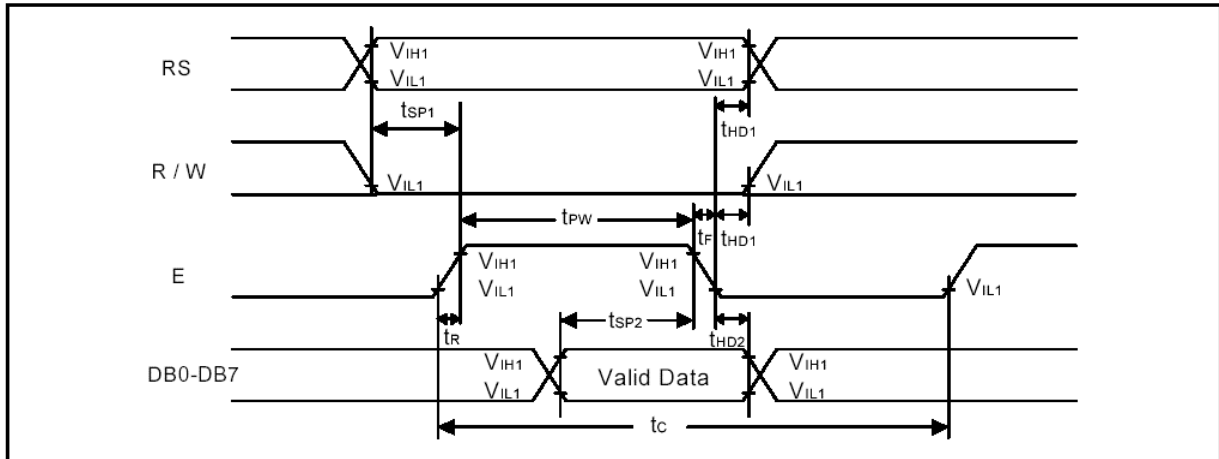 RS
VIH1
VIH1
VIL1
VIL1
tSP1
tHD1
R / W
VIL1
VIL1
tPW
tF
tHD1
E
VIH1
VIH1
VIL1
VIL1
VIL1
tR
tSP2
tHD2
DB0-DB7
VIH1
VIL1
Valid Data
VIH1
VIL1
tC